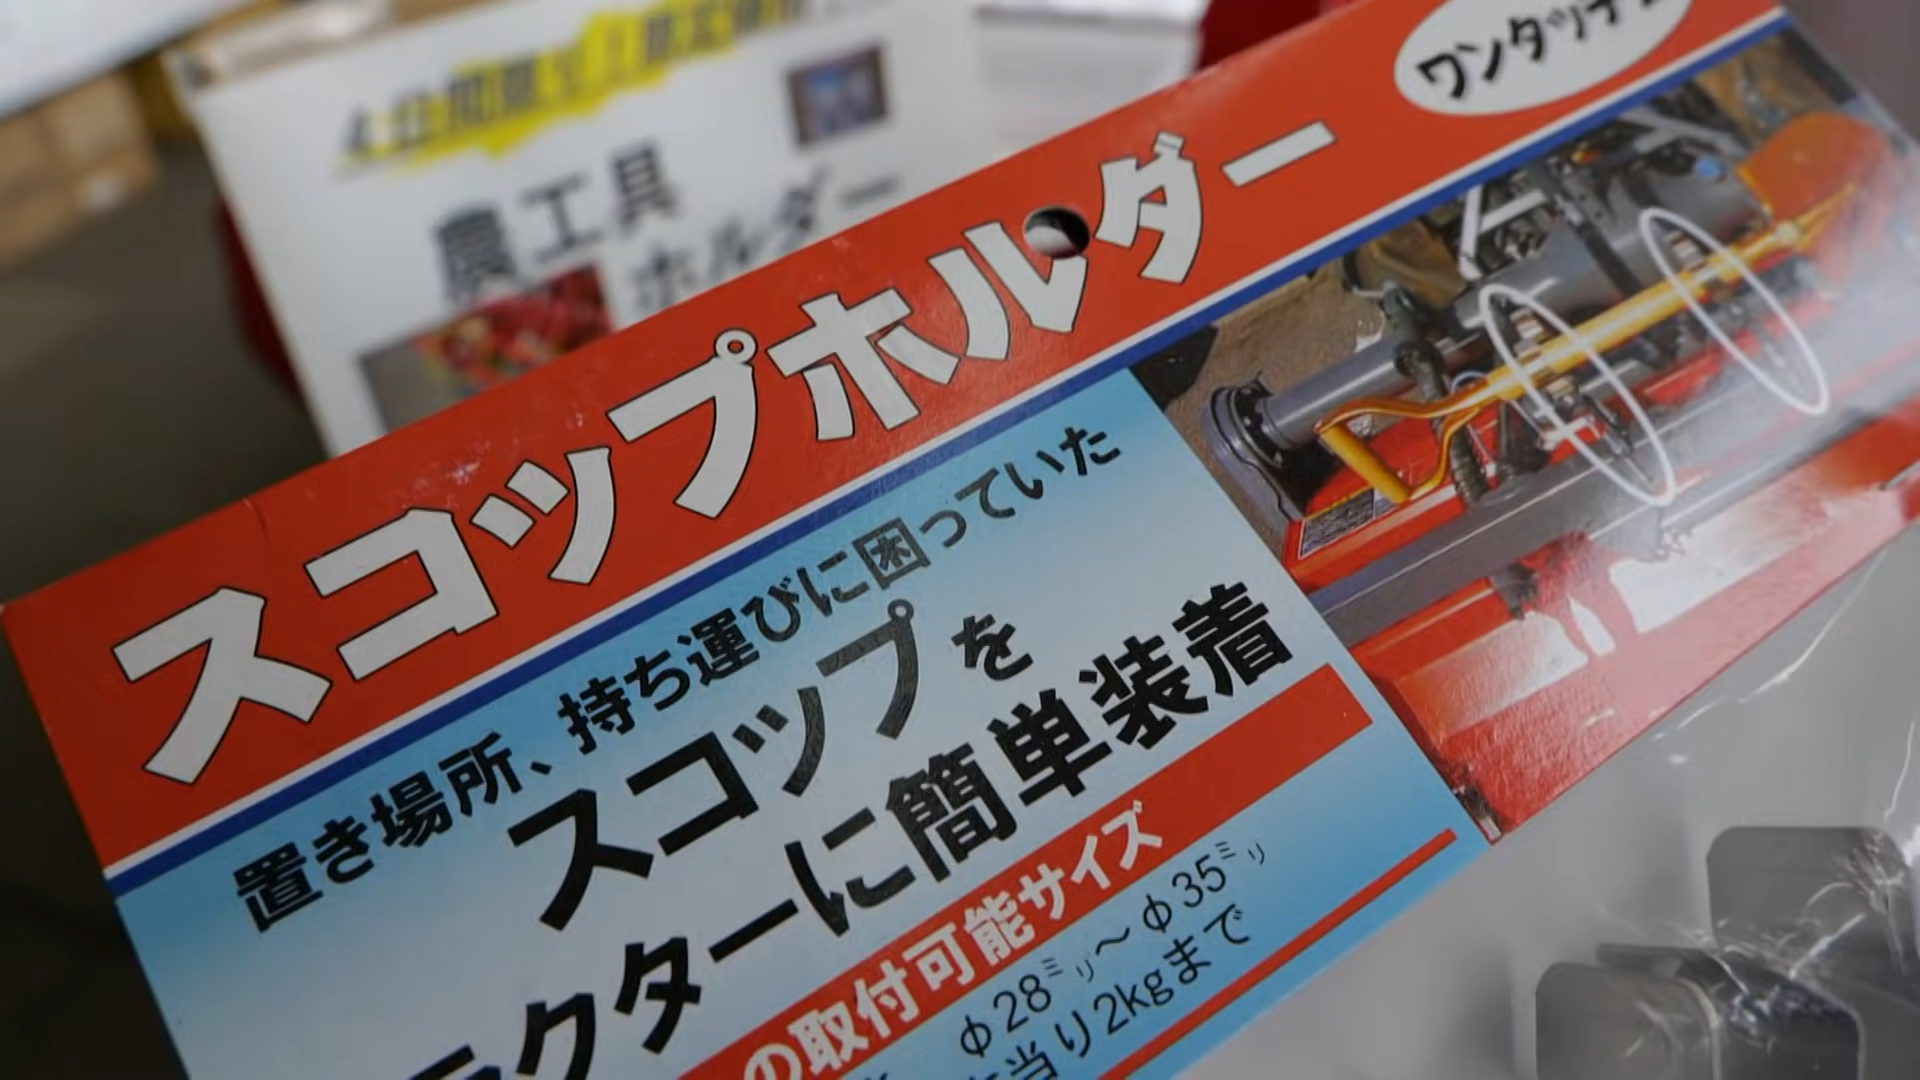 農工具
ホルダー
ワンタッチ
スコップホルダー
置き場所、持ち運びに困っていた
スコップを
ラクターに簡単装着
の取付可能サイズ
φ28ミリ〜φ35ミリ
当り2kgまで